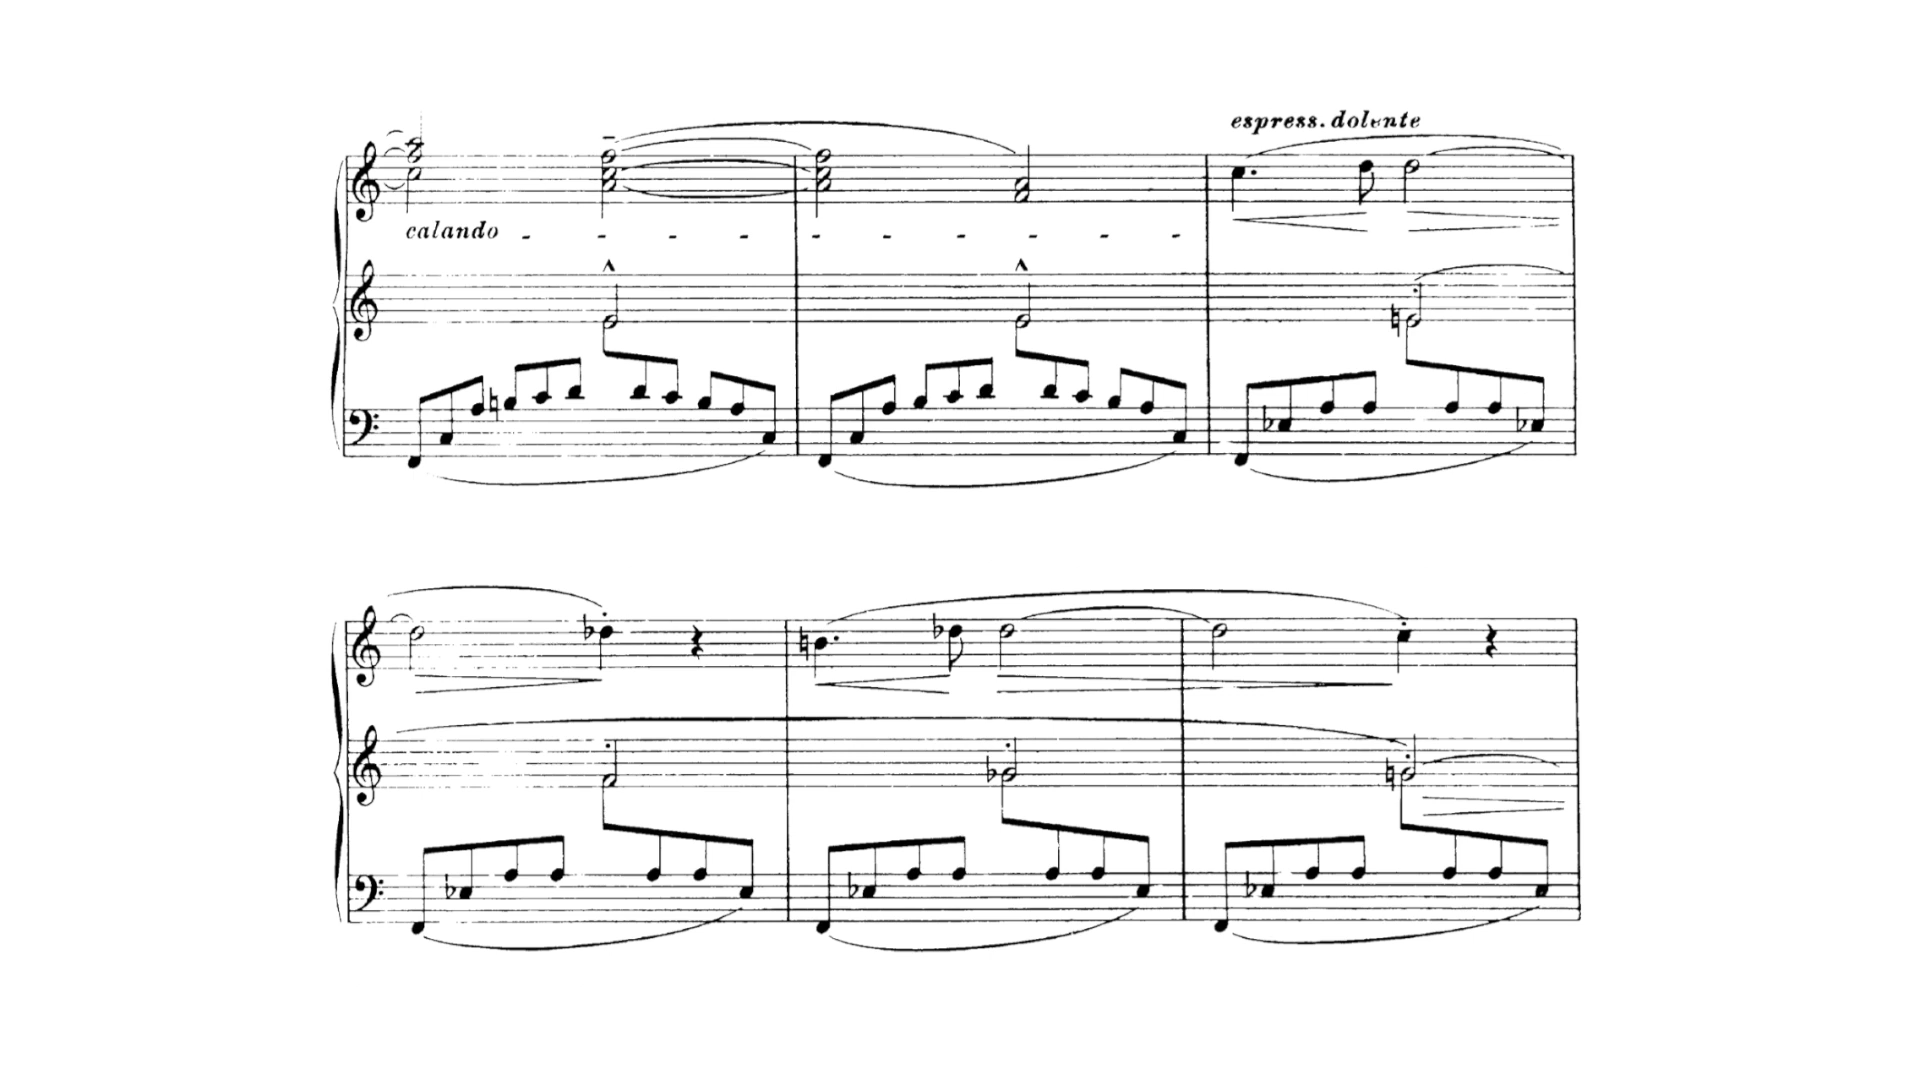 espress. dolente
calando - - - - - - - - - -